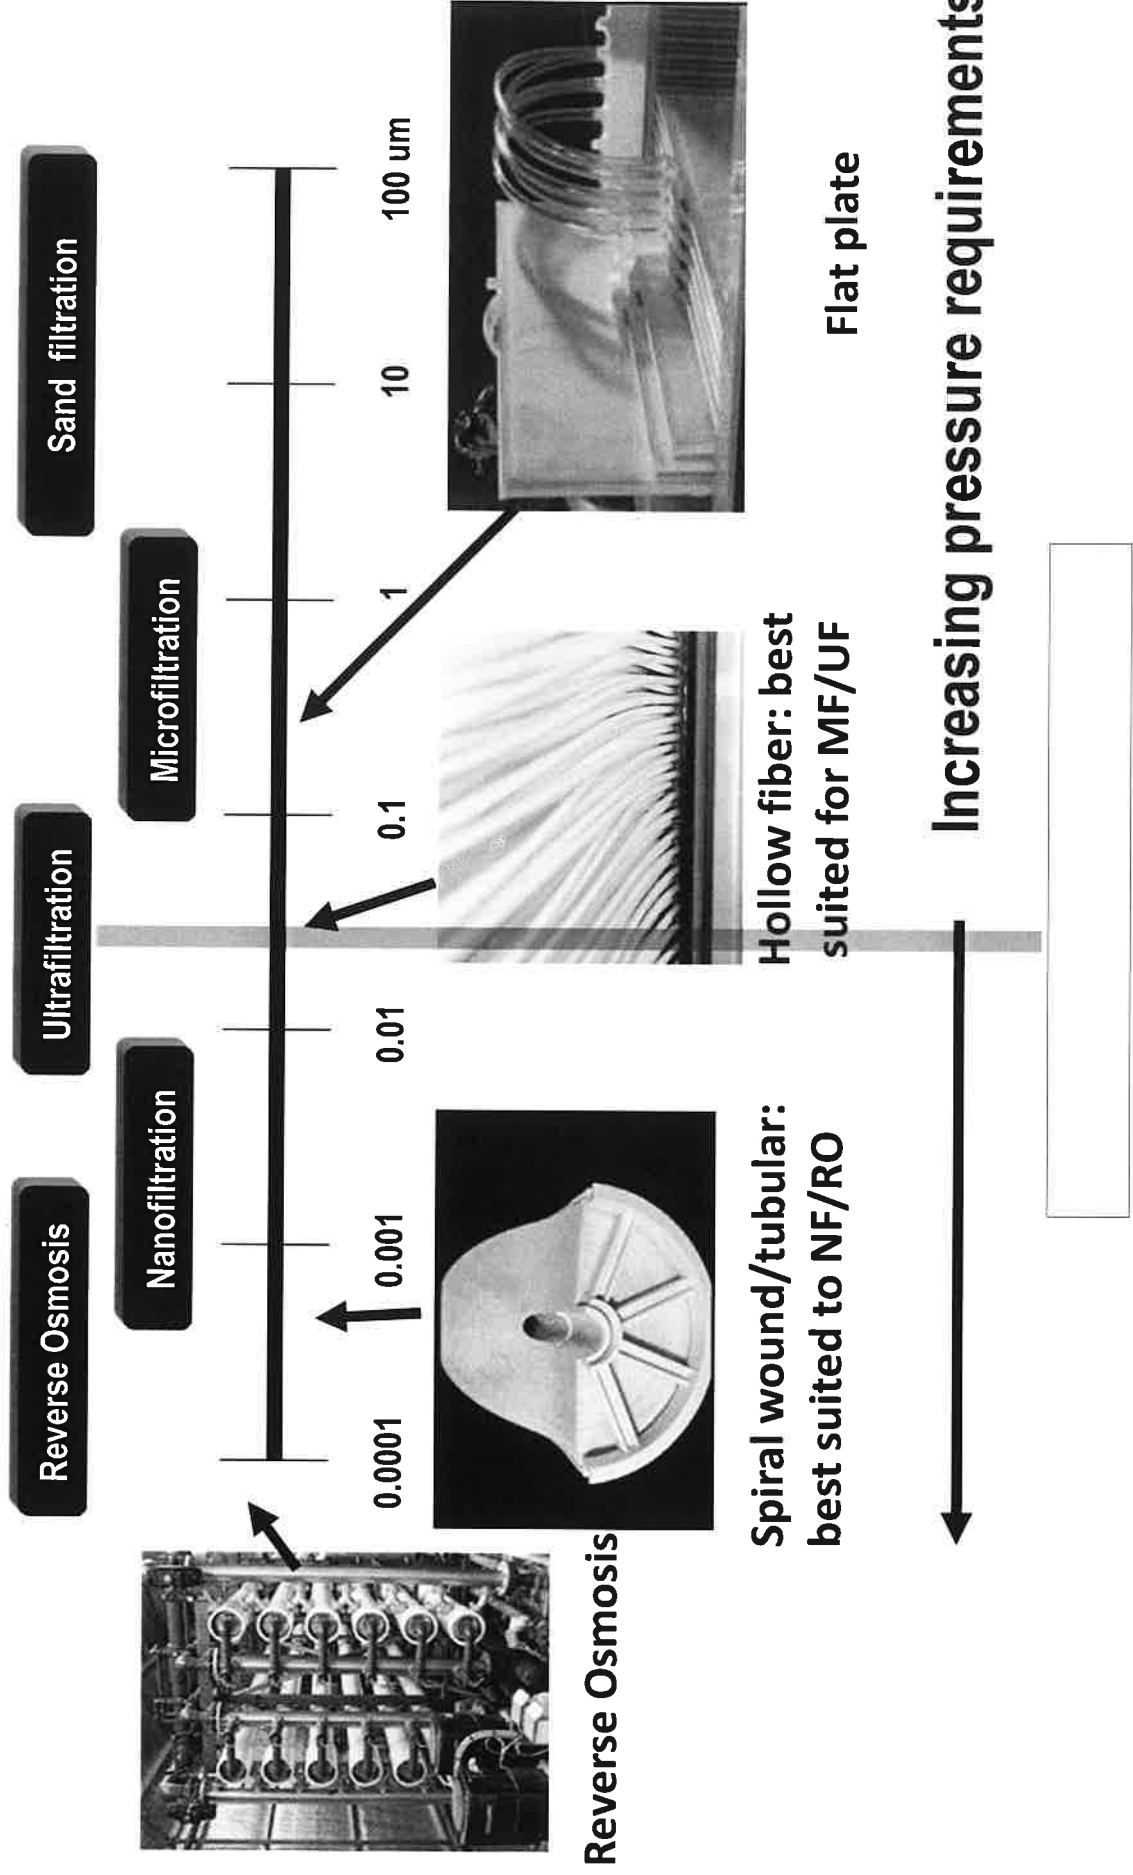 Reverse Osmosis
Ultrafiltration
Sand filtration
Nanofiltration
Microfiltration
0.0001
0.001
0.01
0.1
1
10
100 um
Reverse Osmosis
Spiral wound/tubular:
best suited to NF/RO
Hollow fiber: best
suited for MF/UF
Flat plate
Increasing pressure requirements